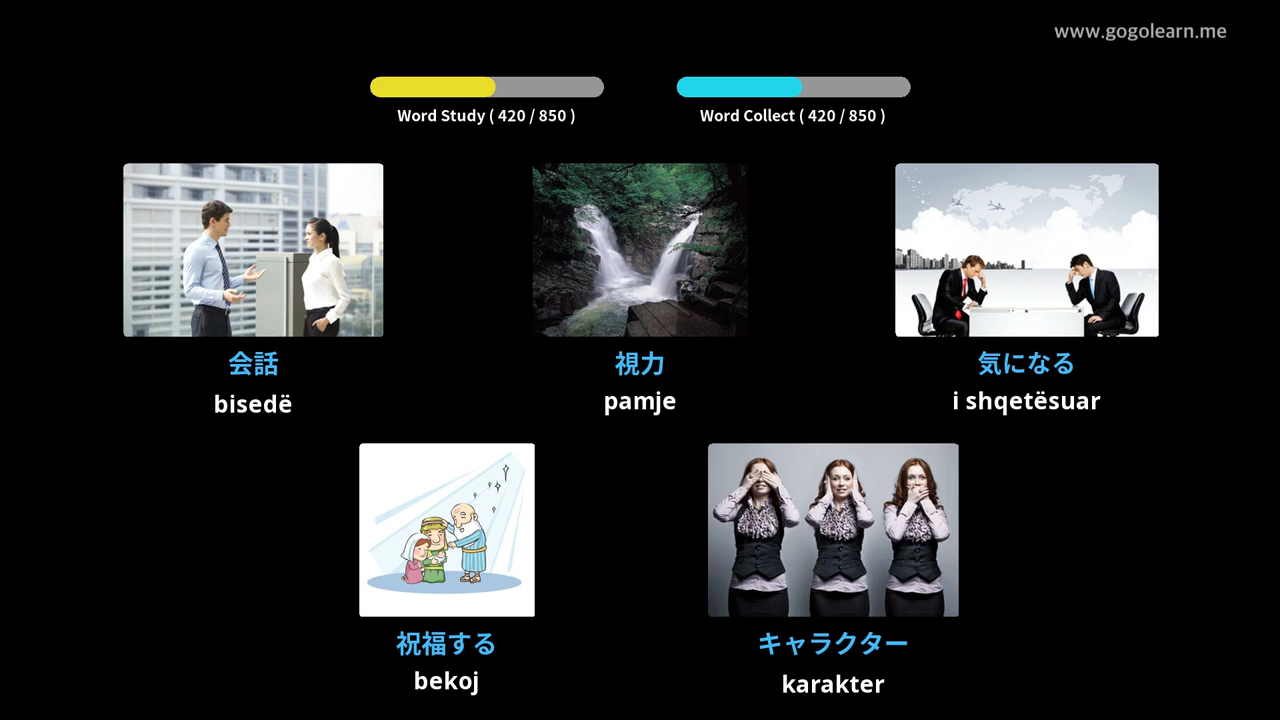 www.gogolearn.me
Word Study ( 420 / 850 )
Word Collect ( 420 / 850 )
会話
bisedë
視力
pamje
気になる
i shqetësuar
祝福する
bekoj
キャラクター
karakter